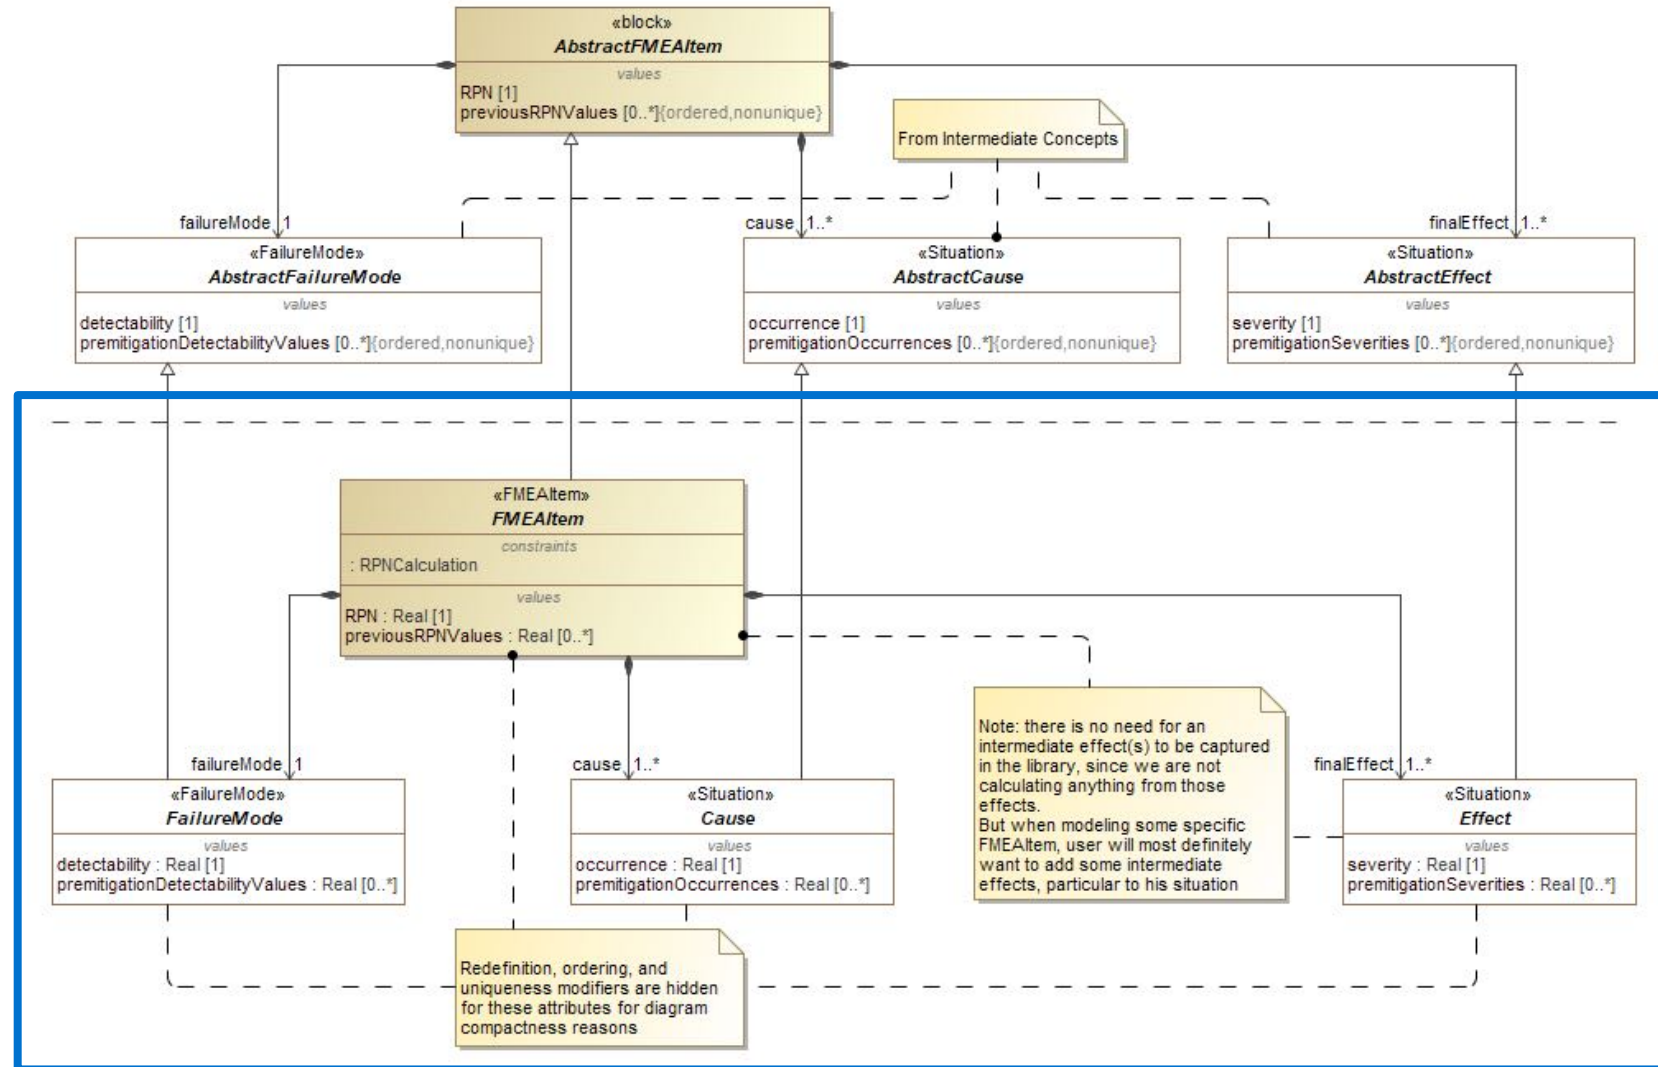 «block»
AbstractFMEAItem
values
RPN [1]
previousRPNValues [0..*]{ordered,nonunique}
From Intermediate Concepts
failureMode 1
cause 1..*
finalEffect 1..*
«FailureMode»
AbstractFailureMode
values
detectability [1]
premitigationDetectabilityValues [0..*]{ordered,nonunique}
«Situation»
AbstractCause
values
occurrence [1]
premitigationOccurrences [0..*]{ordered,nonunique}
«Situation»
AbstractEffect
values
severity [1]
premitigationSeverities [0..*]{ordered,nonunique}
«FMEAItem»
FMEAItem
constraints
: RPNCalculation
values
RPN : Real [1]
previousRPNValues : Real [0..*]
Note: there is no need for an
intermediate effect(s) to be captured
in the library, since we are not
calculating anything from those
effects.
But when modeling some specific
FMEAItem, user will most definitely
want to add some intermediate
effects, particular to his situation
failureMode 1
cause 1..*
finalEffect 1..*
«FailureMode»
FailureMode
values
detectability : Real [1]
premitigationDetectabilityValues : Real [0..*]
«Situation»
Cause
values
occurrence : Real [1]
premitigationOccurrences : Real [0..*]
«Situation»
Effect
values
severity : Real [1]
premitigationSeverities : Real [0..*]
Redefinition, ordering, and
uniqueness modifiers are hidden
for these attributes for diagram
compactness reasons